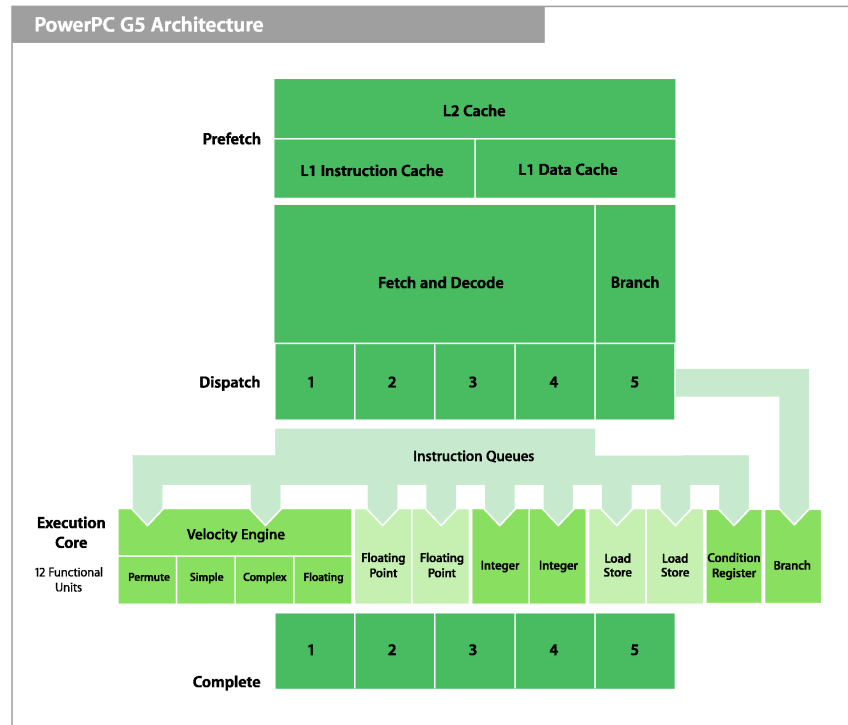 PowerPC G5 Architecture
L2 Cache
Prefetch
L1 Instruction Cache
L1 Data Cache
Fetch and Decode
Branch
Dispatch
1
2
3
4
5
Instruction Queues
Execution
Core
12 Functional
Units
Velocity Engine
Permute
Simple
Complex
Floating
Floating
Point
Floating
Point
Integer
Integer
Load
Store
Load
Store
Condition
Register
Branch
1
2
3
4
5
Complete